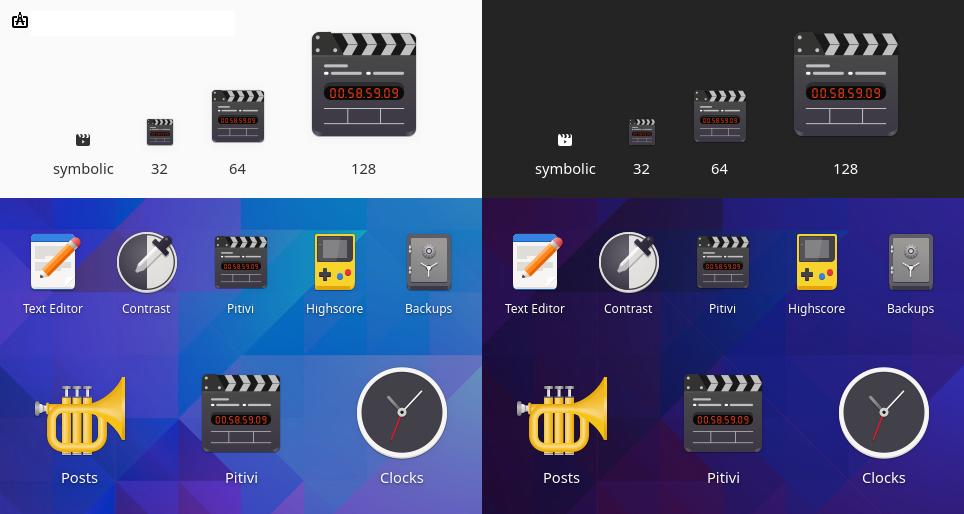 00.58.59.09
00.58.59.09
symbolic 32 64 128
symbolic 32 64 128
00.58.59.09
00.58.59.09
Text Editor Contrast Pitivi Highscore Backups
Text Editor Contrast Pitivi Highscore Backups
00.58.59.09
00.58.59.09
Posts Pitivi Clocks
Posts Pitivi Clocks